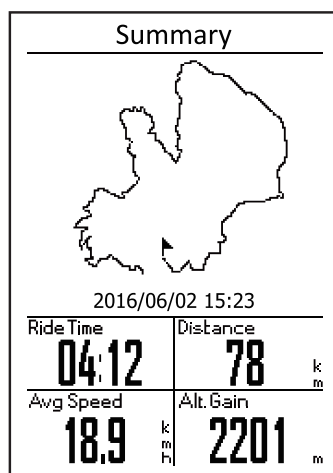 Summary
2016/06/02 15:23
Ride Time Distance
04:12 78 km
Avg Speed Alt. Gain
18.9 kmh 2201 m